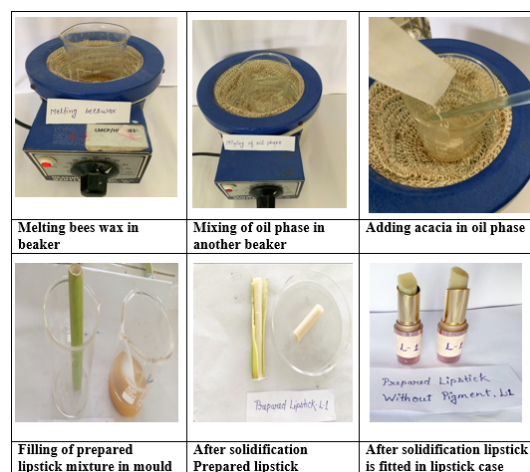 Melting beeswax
Mixing of oil phase
Melting bees wax in
beaker
Mixing of oil phase in
another beaker
Adding acacia in oil phase
Prepared Lipstick-L1
L-1
L-1
Prepared Lipstick
Without Pigment, L1
Filling of prepared
lipstick mixture in mould
After solidification
Prepared lipstick
After solidification lipstick
is fitted in lipstick case